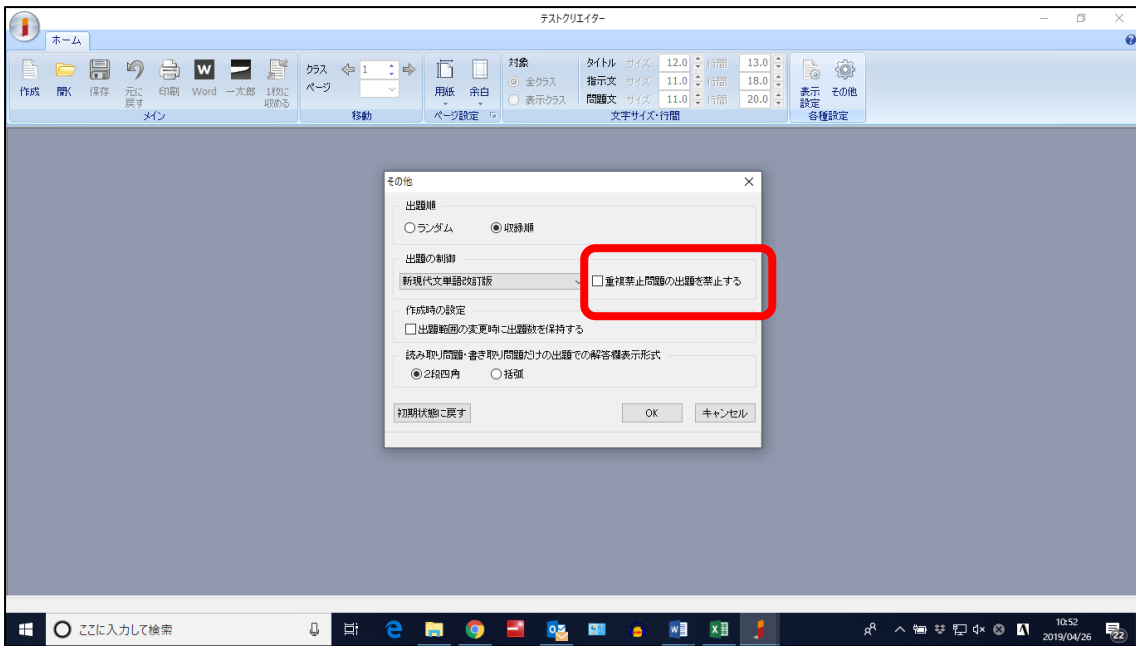 テストクリエイター
ホーム
作成 開く 保存 元に戻す 印刷 Word 一太郎 1枚に収める
メイン
クラス 1
ページ
移動
用紙 余白
ページ設定
対象
全クラス
表示クラス
タイトル サイズ 12.0 行間 13.0
指示文 サイズ 11.0 行間 18.0
問題文 サイズ 11.0 行間 20.0
文字サイズ・行間
表示設定 その他
各種設定
その他
出題順
ランダム 収録順
出題の制御
新現代文単語改訂版 重複禁止問題の出題を禁止する
作成時の設定
出題範囲の変更時に出題数を保持する
読み取り問題・書き取り問題だけの出題での解答欄表示形式
2段四角 括弧
初期状態に戻す OK キャンセル
ここに入力して検索
10:52
2019/04/26
22